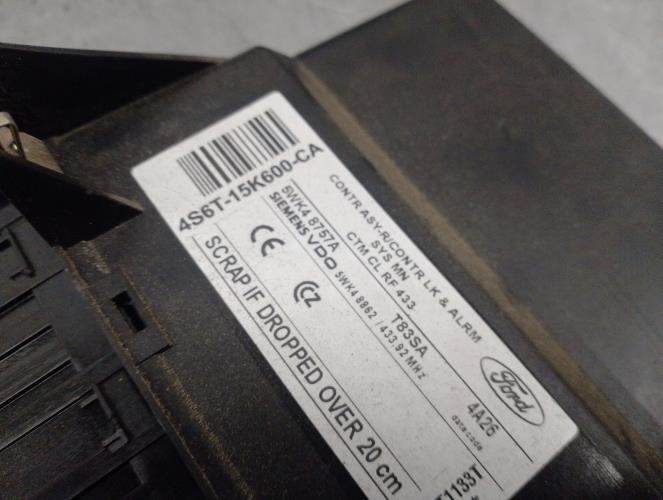 4S6T-15K600-CA
CONTR ASY-R/CONTR LK & ALRM
SYS MN
CTM CL RF 433
5WK4 8757A
SIEMENS VDO 5WK4 8862 / 433.92 MHz
T83SA
4A26
datecode
Ford
SCRAP IF DROPPED OVER 20 cm